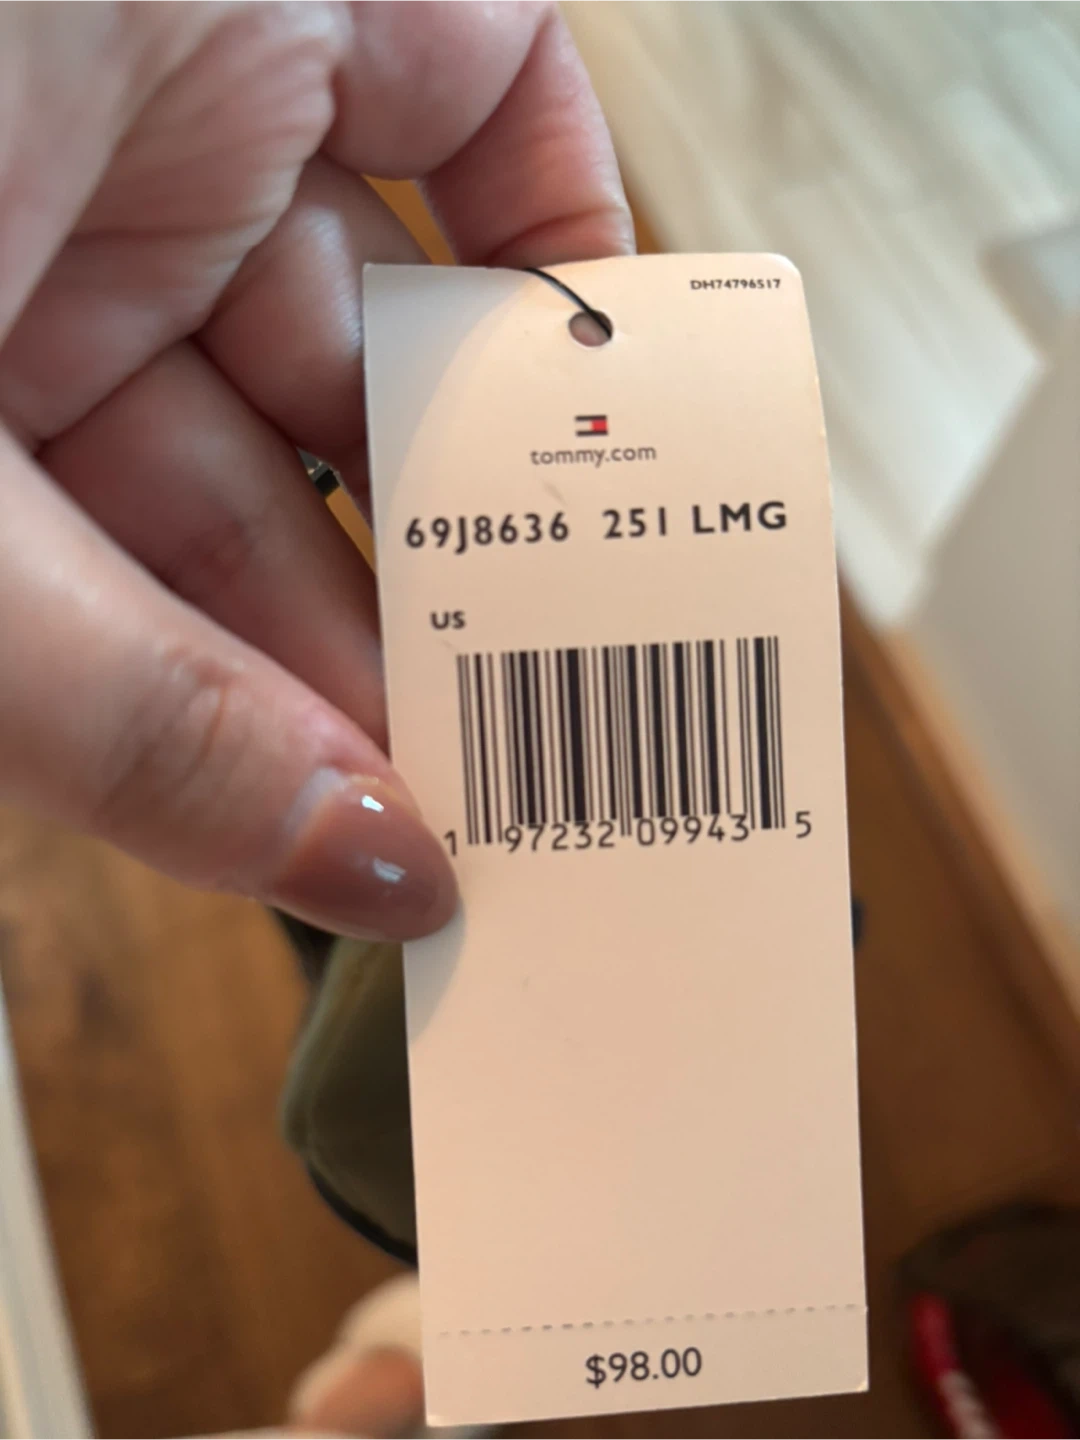 DH74796517
tommy.com
69J8636 251 LMG
US
1 97232 09943 5
$98.00